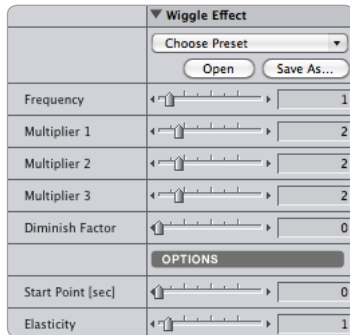 Wiggle Effect
Choose Preset
Open Save As...
Frequency 1
Multiplier 1 2
Multiplier 2 2
Multiplier 3 2
Diminish Factor 0
OPTIONS
Start Point [sec] 0
Elasticity 1